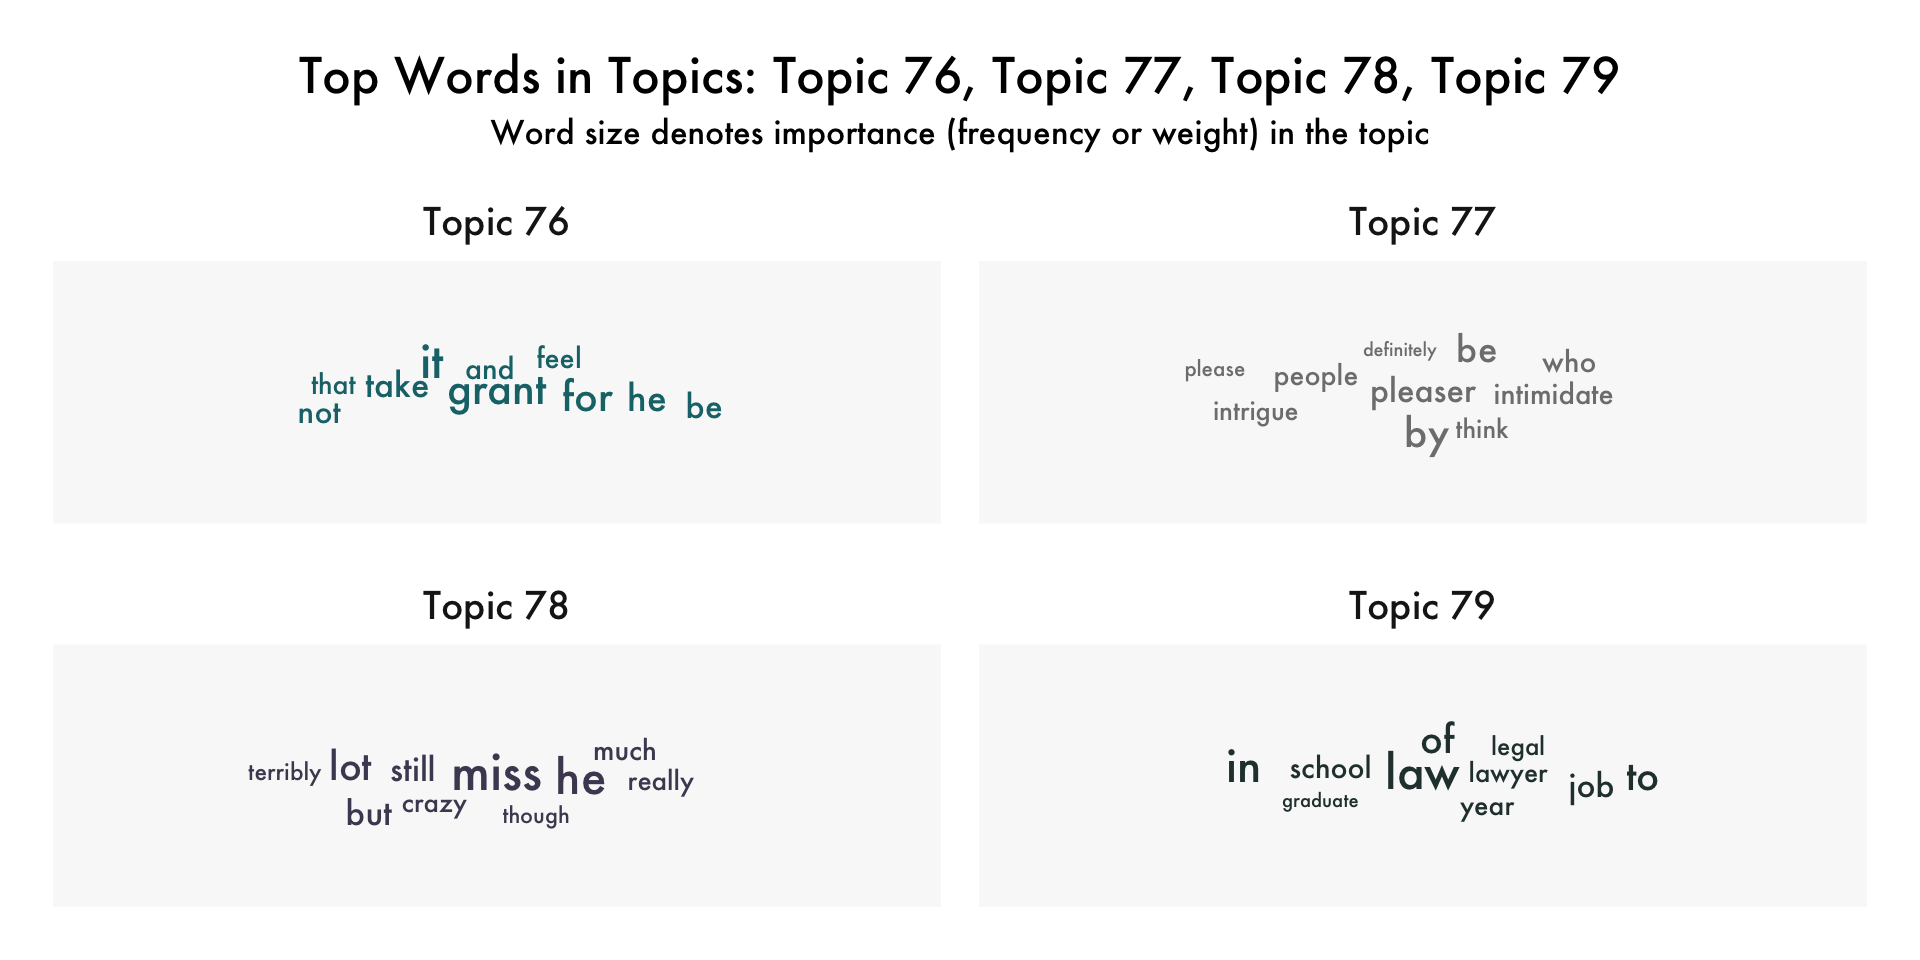 Top Words in Topics: Topic 76, Topic 77, Topic 78, Topic 79
Word size denotes importance (frequency or weight) in the topic
Topic 76
it and feel
that take grant for he be
not
Topic 77
definitely be who
please people pleaser intimidate
intrigue
by think
Topic 78
much
terribly lot still miss he really
but crazy though
Topic 79
of legal
in school law lawyer job to
graduate year